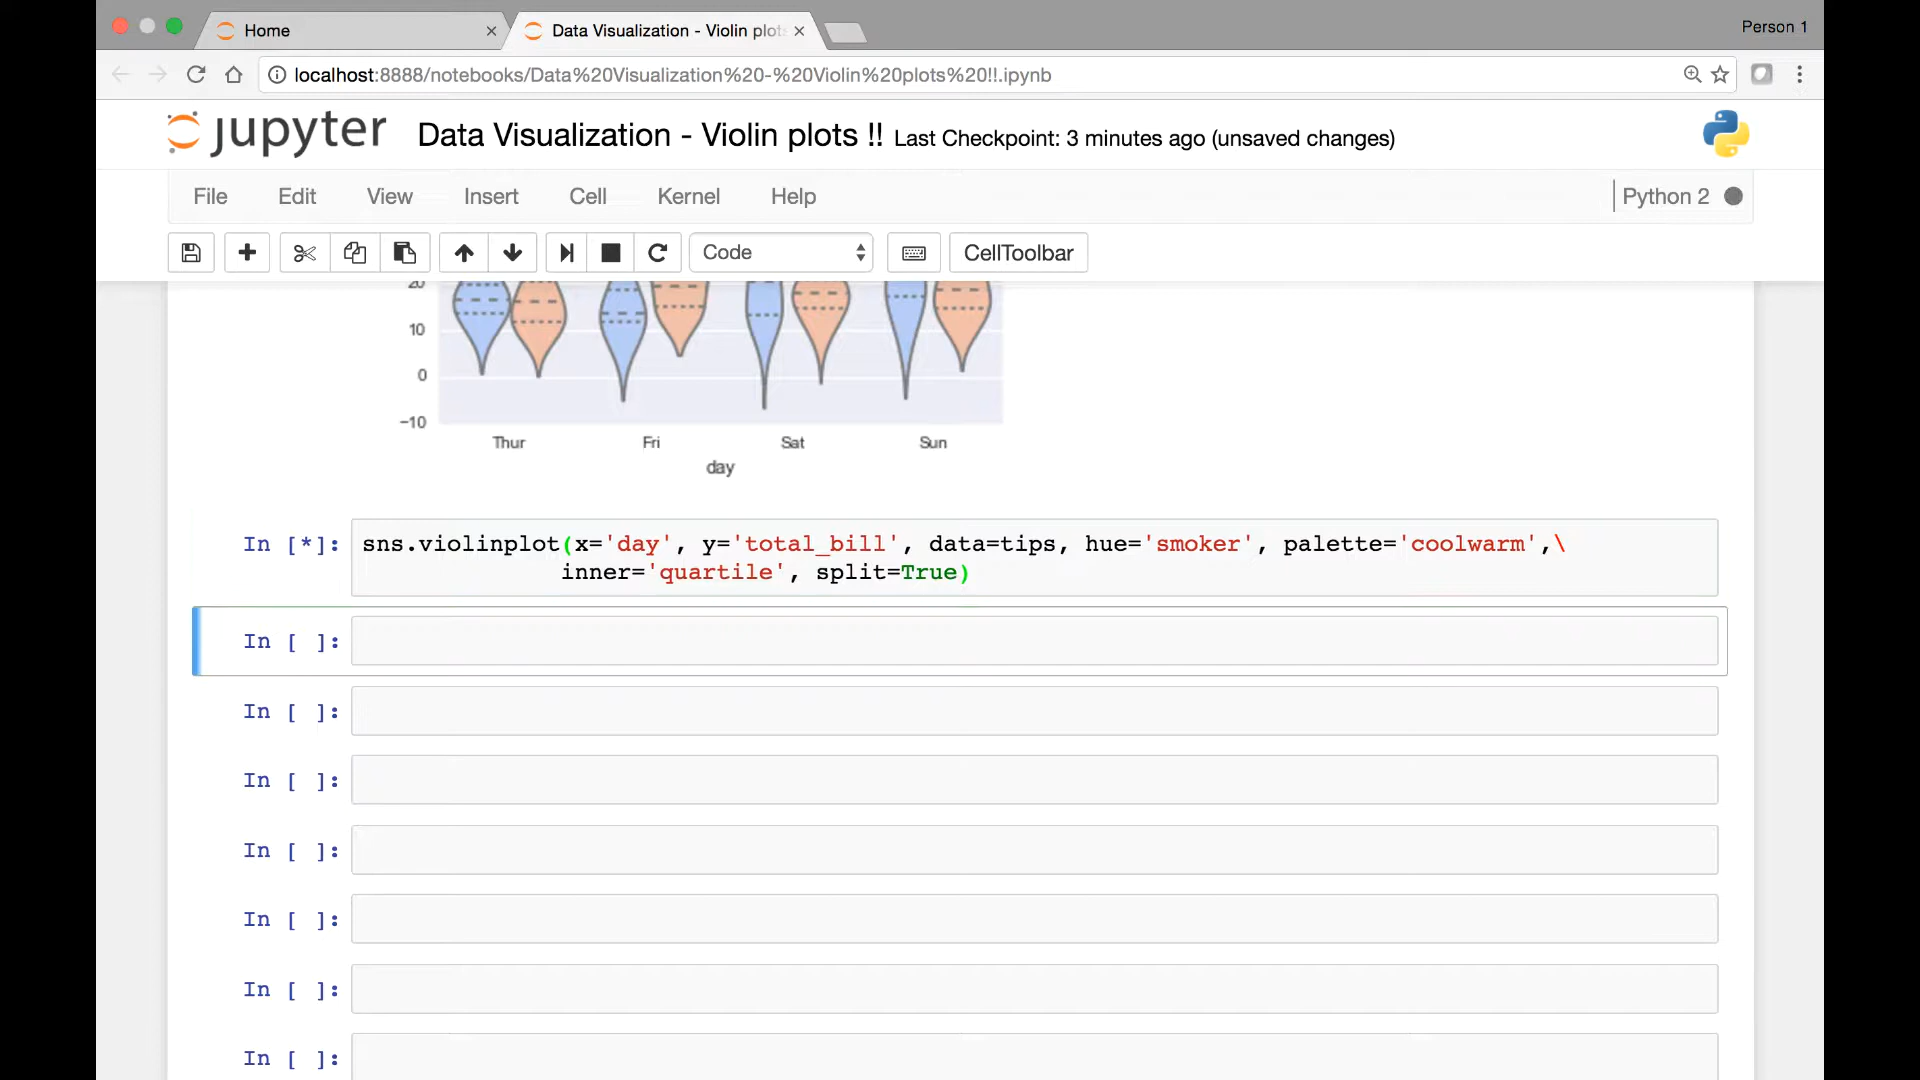 Home
Data Visualization - Violin plot
Person 1
localhost:8888/notebooks/Data%20Visualization%20-%20Violin%20plots%20!!.ipynb
jupyter Data Visualization - Violin plots !! Last Checkpoint: 3 minutes ago (unsaved changes)
File Edit View Insert Cell Kernel Help Python 2
Code CellToolbar
20
10
0
−10
Thur Fri Sat Sun
day
In [*]: sns.violinplot(x='day', y='total_bill', data=tips, hue='smoker', palette='coolwarm',\
inner='quartile', split=True)
In [ ]:
In [ ]:
In [ ]:
In [ ]:
In [ ]:
In [ ]:
In [ ]: